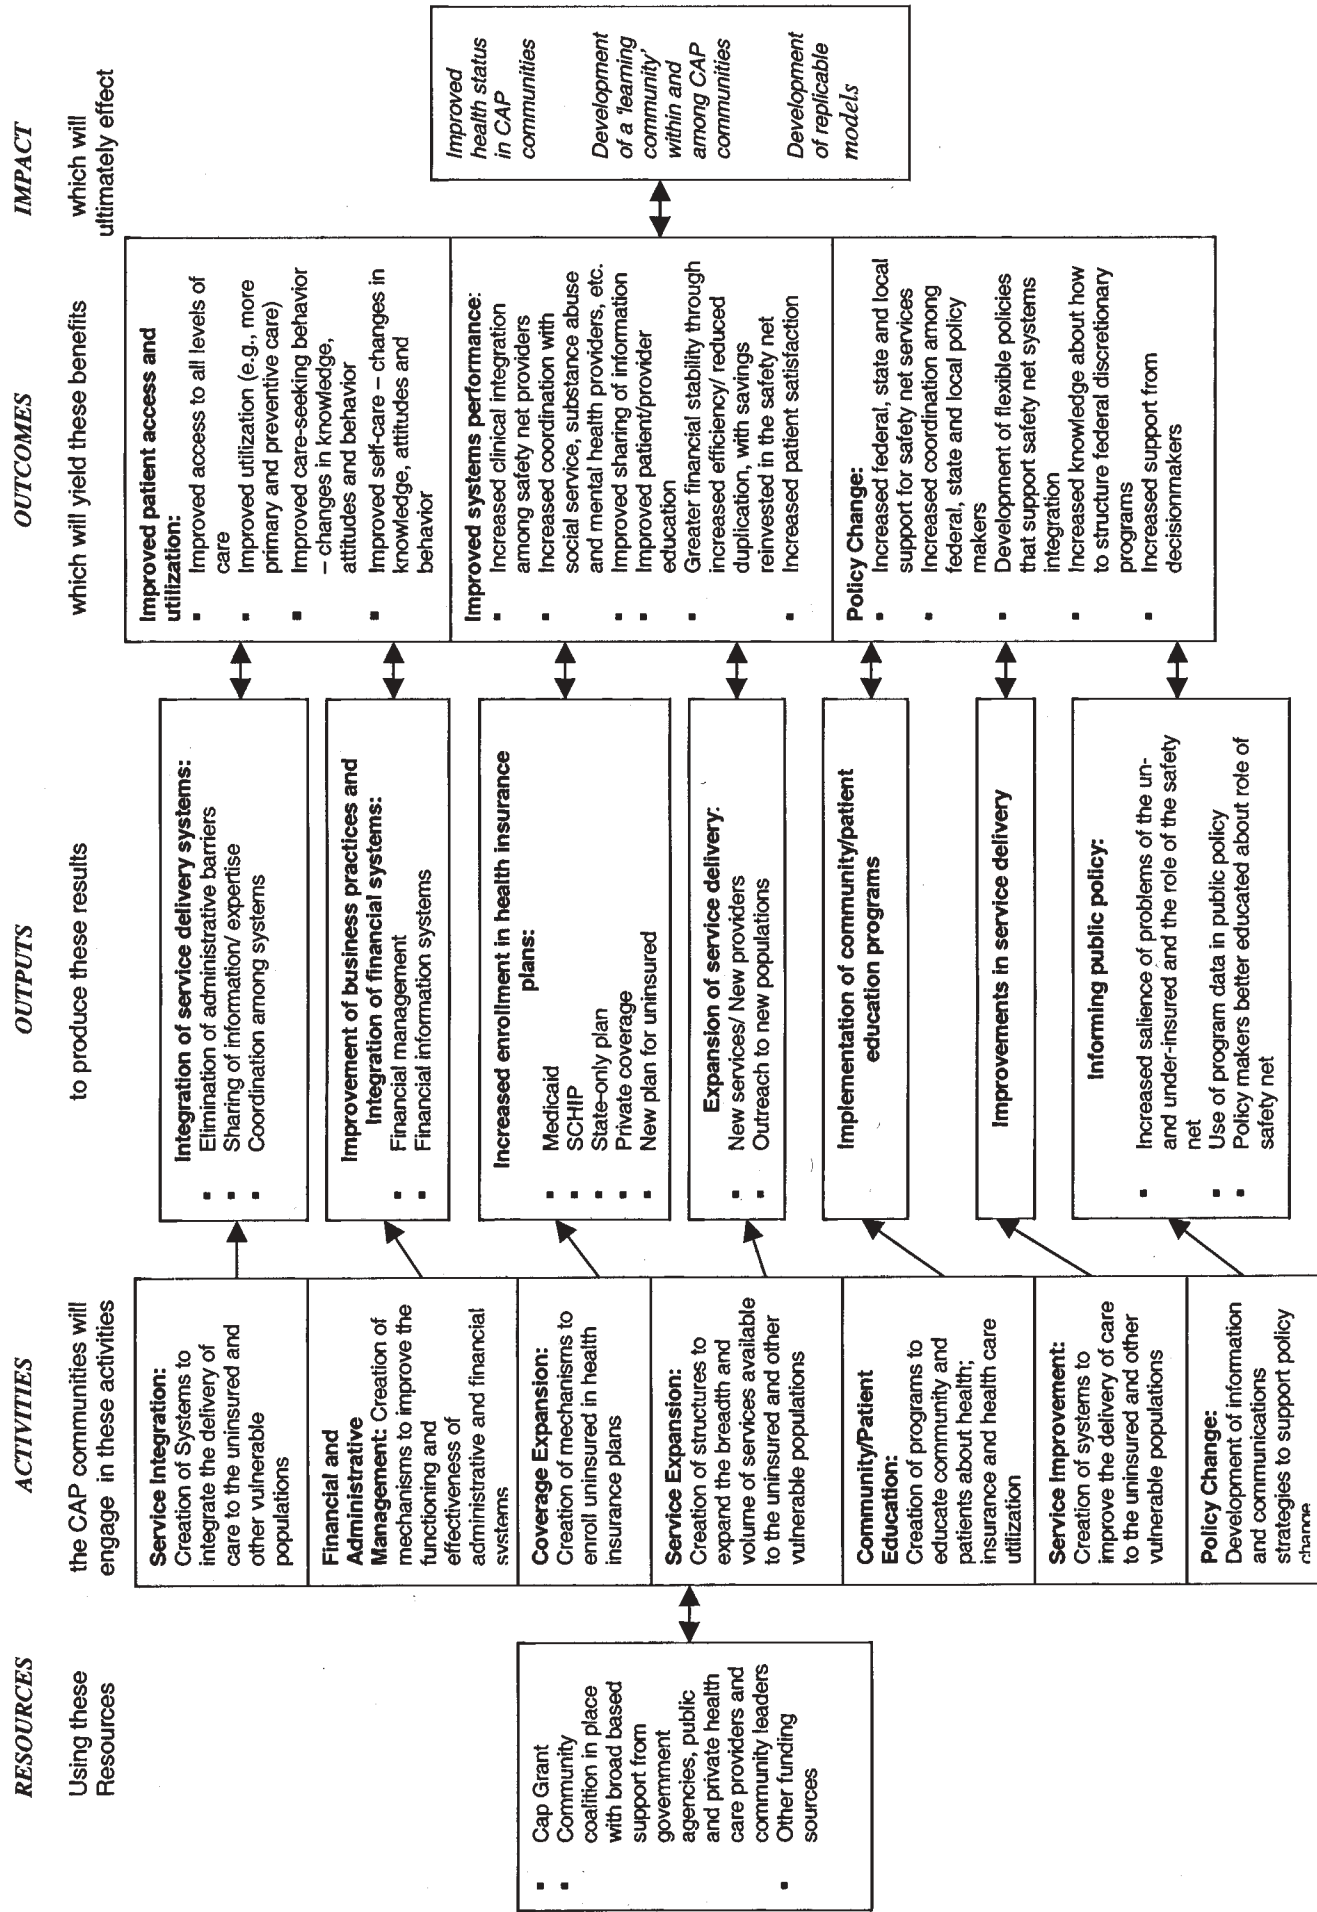 RESOURCES
Using these
Resources
Cap Grant
Community
coalition in place
with broad based
support from
government
agencies, public
and private health
care providers and
community leaders
Other funding
sources
ACTIVITIES
the CAP communities will
engage in these activities
Service Integration:
Creation of Systems to
integrate the delivery of
care to the uninsured and
other vulnerable
populations
Financial and
Administrative
Management: Creation of
mechanisms to improve the
functioning and
effectiveness of
administrative and financial
systems
Coverage Expansion:
Creation of mechanisms to
enroll uninsured in health
insurance plans
Service Expansion:
Creation of structures to
expand the breadth and
volume of services available
to the uninsured and other
vulnerable populations
Community/Patient
Education:
Creation of programs to
educate community and
patients about health;
insurance and health care
utilization
Service Improvement:
Creation of systems to
improve the delivery of care
to the uninsured and other
vulnerable populations
Policy Change:
Development of information
and communications
strategies to support policy
change
OUTPUTS
to produce these results
Integration of service delivery systems:
Elimination of administrative barriers
Sharing of information/ expertise
Coordination among systems
Improvement of business practices and
Integration of financial systems:
Financial management
Financial information systems
Increased enrollment in health insurance
plans:
Medicaid
SCHIP
State-only plan
Private coverage
New plan for uninsured
Expansion of service delivery:
New services/ New providers
Outreach to new populations
Implementation of community/patient
education programs
Improvements in service delivery
Informing public policy:
Increased salience of problems of the un-
and under-insured and the role of the safety
net
Use of program data in public policy
Policy makers better educated about role of
safety net
OUTCOMES
which will yield these benefits
Improved patient access and
utilization:
Improved access to all levels of
care
Improved utilization (e.g., more
primary and preventive care)
Improved care-seeking behavior
– changes in knowledge,
attitudes and behavior
Improved self-care – changes in
knowledge, attitudes and
behavior
Improved systems performance:
Increased clinical integration
among safety net providers
Increased coordination with
social service, substance abuse
and mental health providers, etc.
Improved sharing of information
Improved patient/provider
education
Greater financial stability through
increased efficiency/ reduced
duplication, with savings
reinvested in the safety net
Increased patient satisfaction
Policy Change:
Increased federal, state and local
support for safety net services
Increased coordination among
federal, state and local policy
makers
Development of flexible policies
that support safety net systems
integration
Increased knowledge about how
to structure federal discretionary
programs
Increased support from
decisionmakers
IMPACT
which will
ultimately effect
Improved
health status
in CAP
communities
Development
of a 'learning
community'
within and
among CAP
communities
Development
of replicable
models